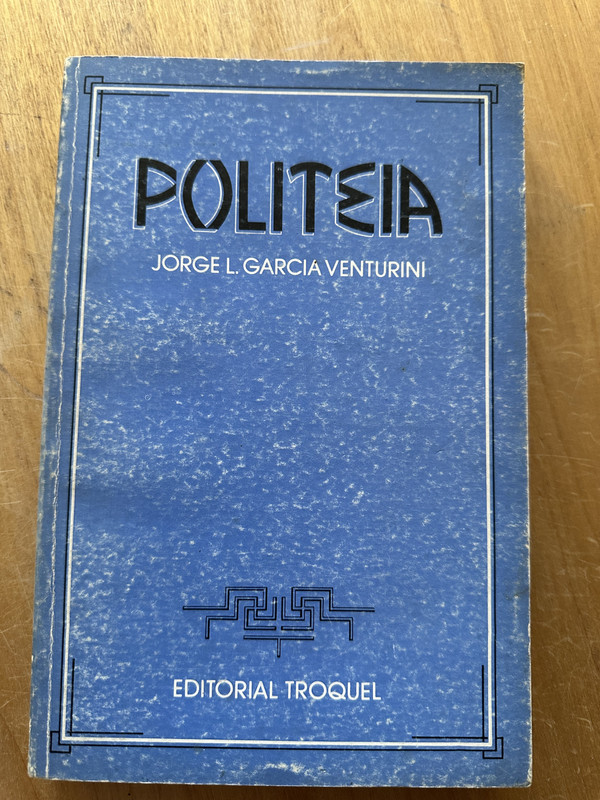 POLITEIA
JORGE L. GARCIA VENTURINI
EDITORIAL TROQUEL